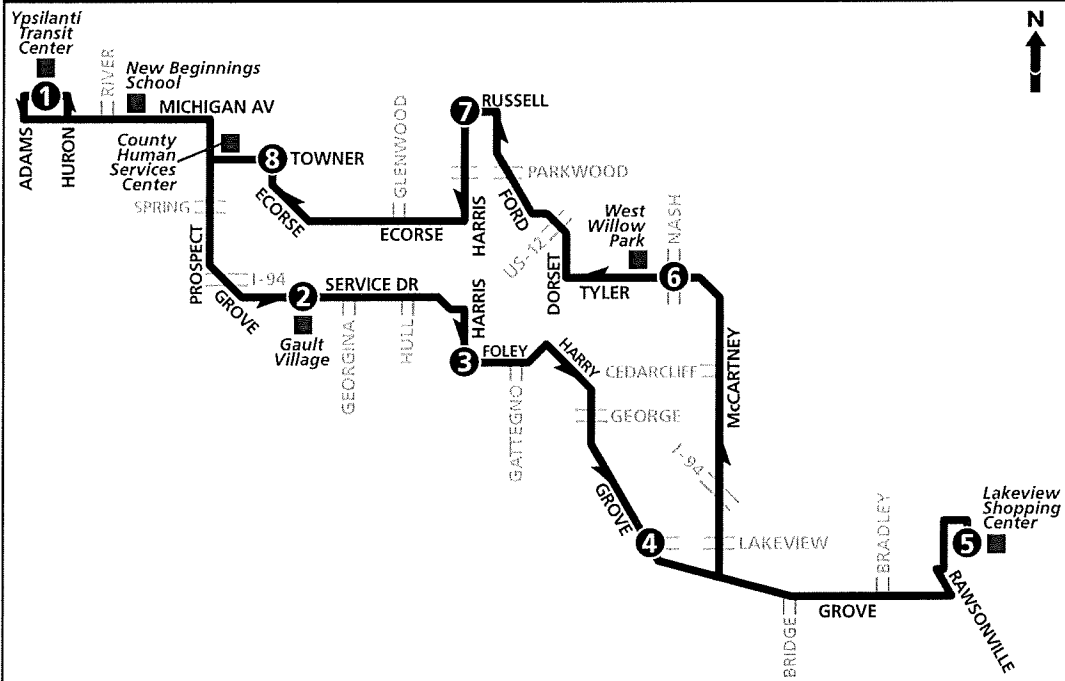 Ypsilanti
Transit
Center
1
ADAMS
HURON
RIVER
New Beginnings
School
MICHIGAN AV
County
Human
Services
Center
8
TOWNER
ECORSE
GLENWOOD
ECORSE
HARRIS
7
RUSSELL
PARKWOOD
FORD
US-12
DORSET
West
Willow
Park
TYLER
NASH
6
N
SPRING
PROSPECT
I-94
GROVE
2
SERVICE DR
Gault
Village
GEORGINA
HULL
HARRIS
3
FOLEY
GATTEGNO
HARRY
GEORGE
CEDARCLIFF
McCARTNEY
I-94
GROVE
4
LAKEVIEW
BRIDGE
GROVE
BRADLEY
RAWSONVILLE
5
Lakeview
Shopping
Center